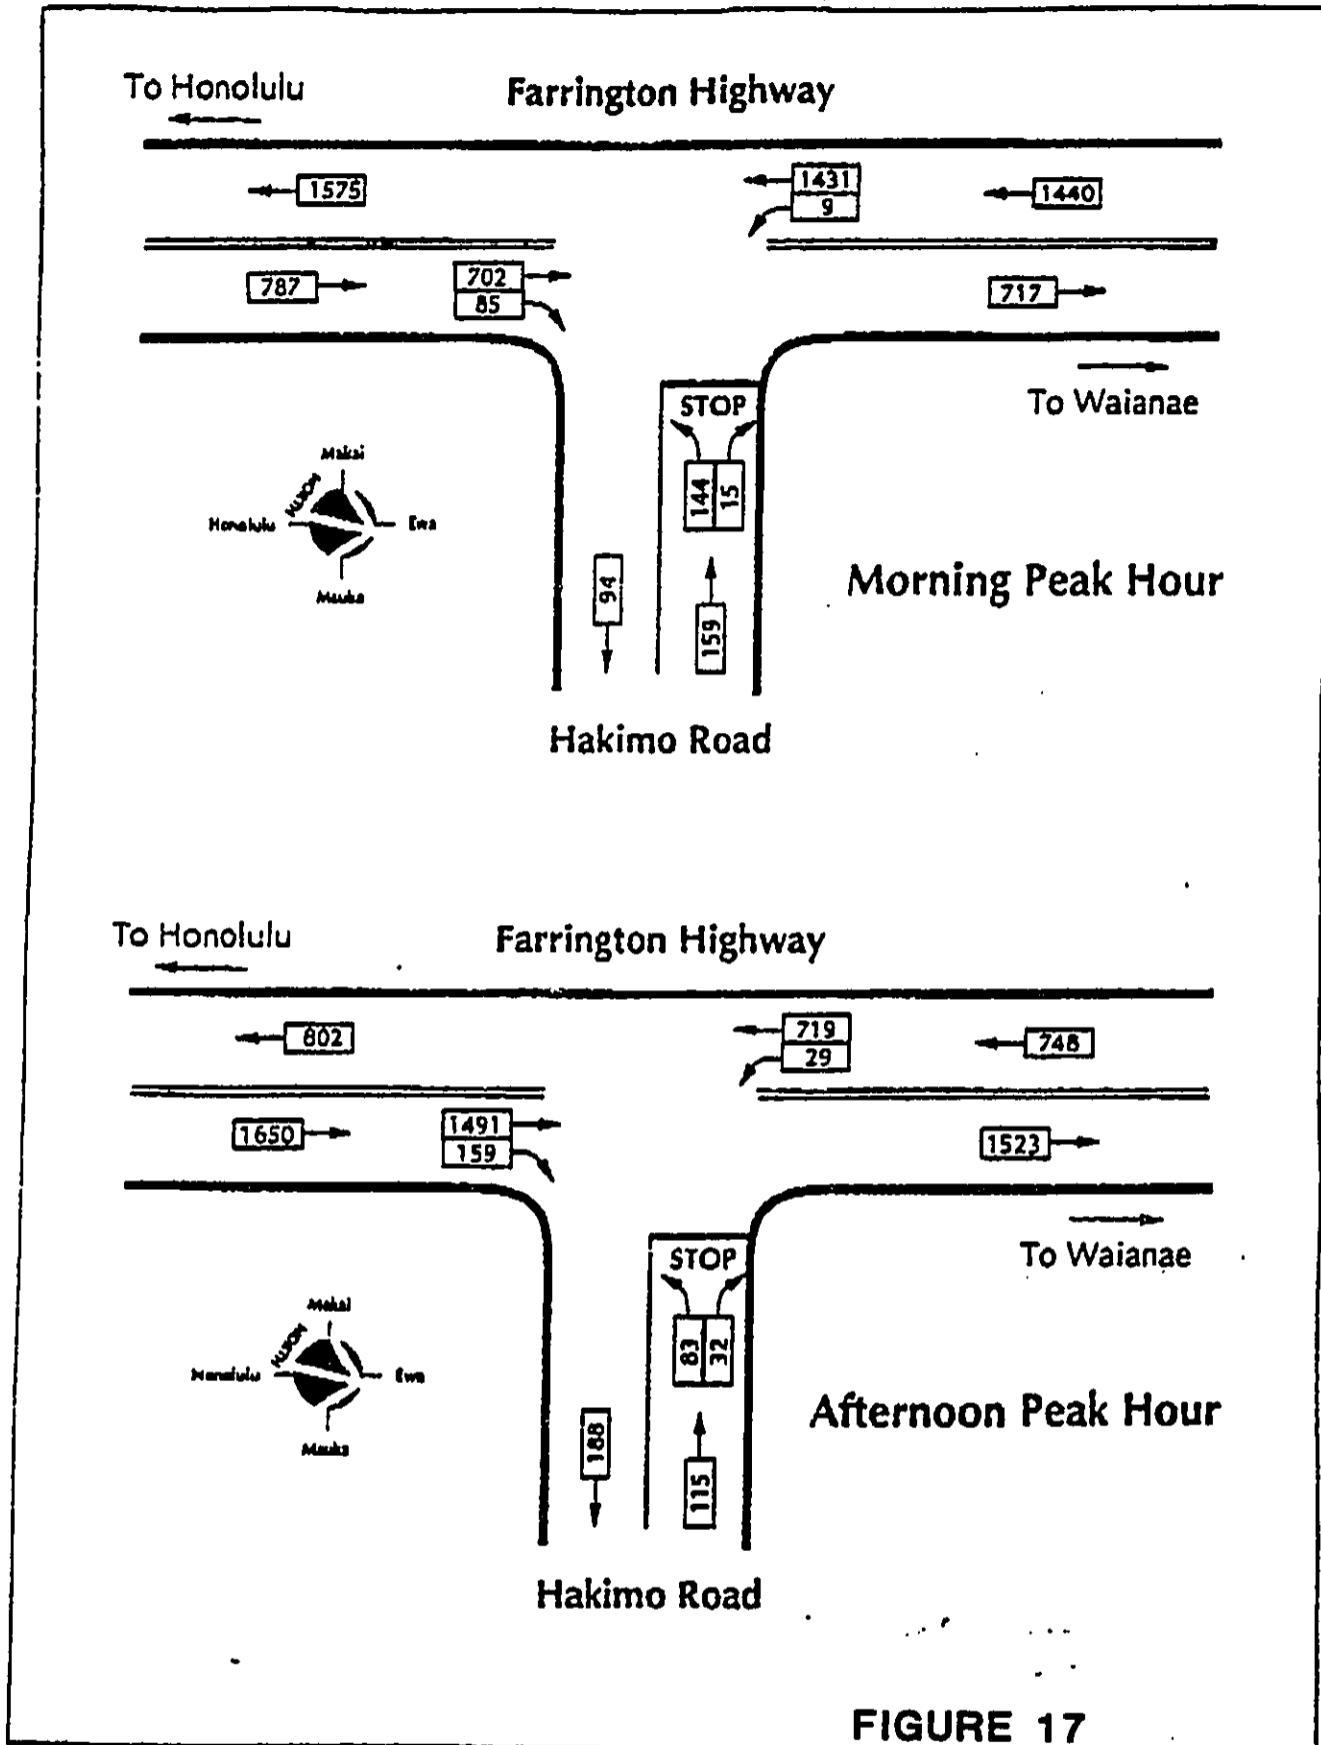 To Honolulu
Farrington Highway
1575
1431
9
1440
787
702
85
717
STOP
To Waianae
144
15
Makai
NORTH
Honolulu
Ewa
Mauka
94
159
Morning Peak Hour
Hakimo Road
To Honolulu
Farrington Highway
802
719
29
748
1650
1491
159
1523
STOP
To Waianae
83
32
Makai
NORTH
Honolulu
Ewa
Mauka
188
115
Afternoon Peak Hour
Hakimo Road
FIGURE 17